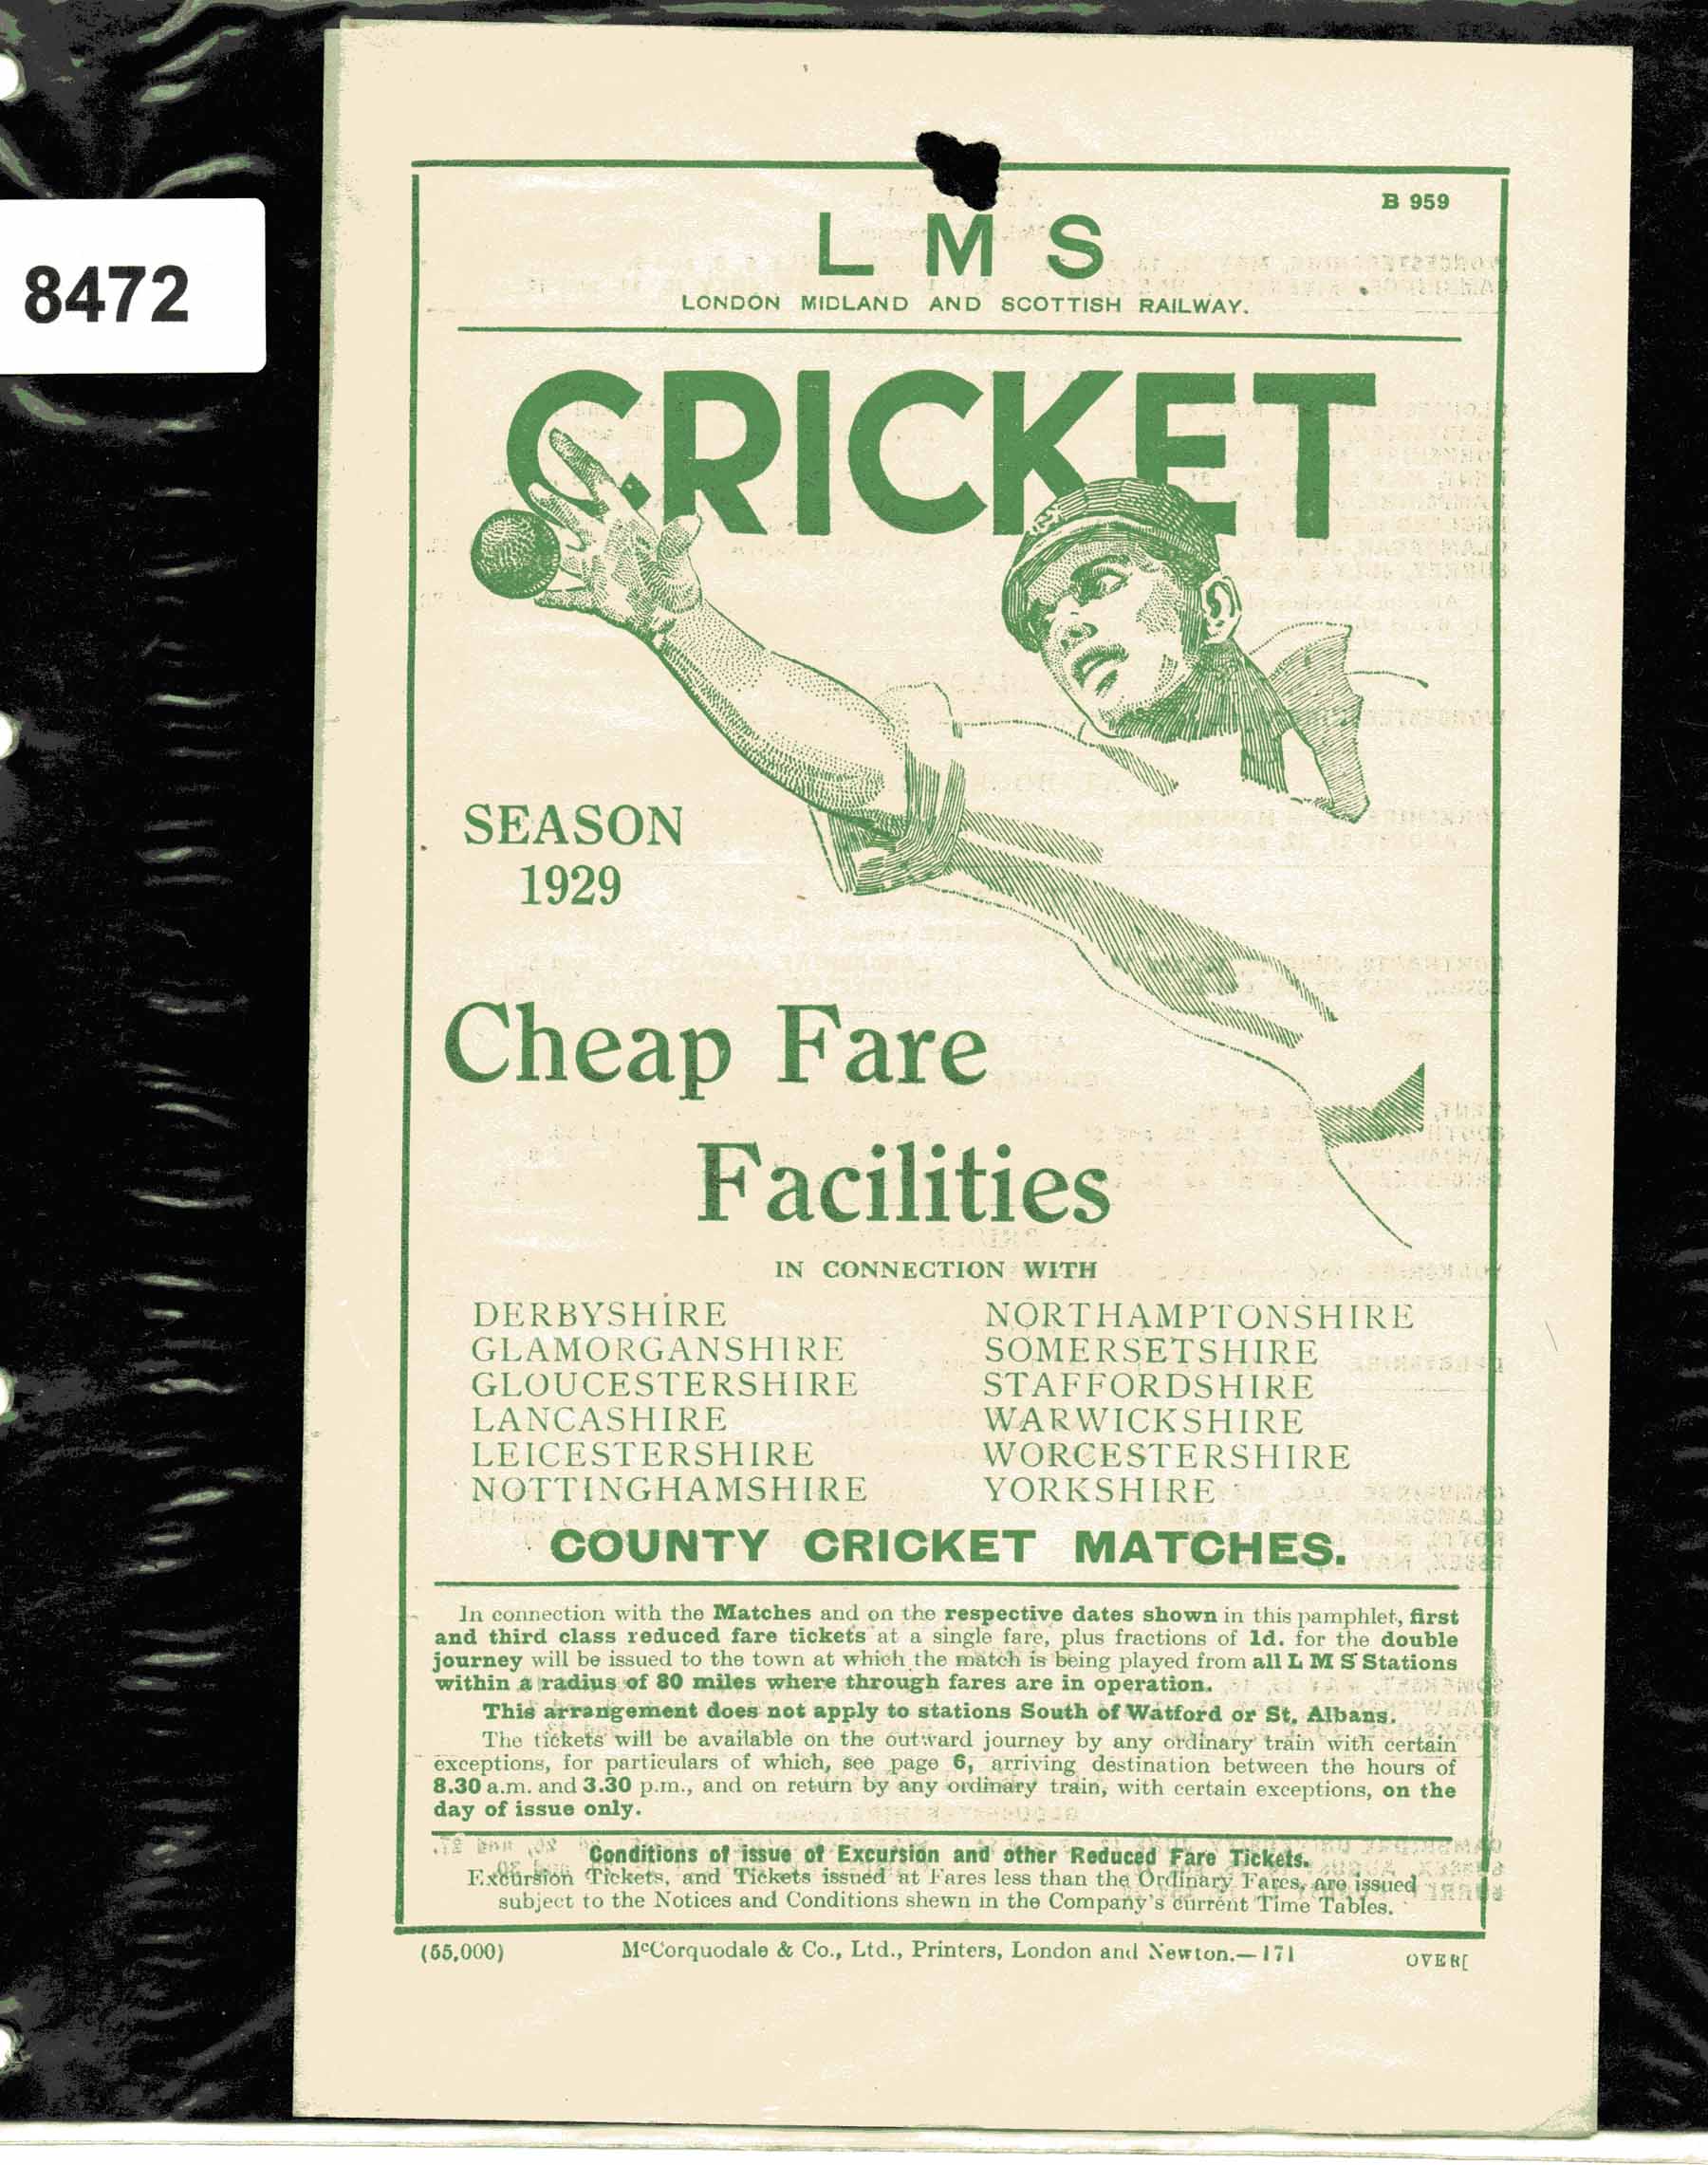 8472
B 959
L M S
LONDON MIDLAND AND SCOTTISH RAILWAY.
CRICKET
SEASON
1929
Cheap Fare
Facilities
IN CONNECTION WITH
DERBYSHIRE
GLAMORGANSHIRE
GLOUCESTERSHIRE
LANCASHIRE
LEICESTERSHIRE
NOTTINGHAMSHIRE
NORTHAMPTONSHIRE
SOMERSETSHIRE
STAFFORDSHIRE
WARWICKSHIRE
WORCESTERSHIRE
YORKSHIRE
COUNTY CRICKET MATCHES.
In connection with the Matches and on the respective dates shown in this pamphlet, first
and third class reduced fare tickets at a single fare, plus fractions of 1d. for the double
journey will be issued to the town at which the match is being played from all L M S Stations
within a radius of 80 miles where through fares are in operation.
This arrangement does not apply to stations South of Watford or St. Albans.
The tickets will be available on the outward journey by any ordinary train with certain
exceptions, for particulars of which, see page 6, arriving destination between the hours of
8.30 a.m. and 3.30 p.m., and on return by any ordinary train, with certain exceptions, on the
day of issue only.
Conditions of issue of Excursion and other Reduced Fare Tickets.
Excursion Tickets, and Tickets issued at Fares less than the Ordinary Fares, are issued
subject to the Notices and Conditions shewn in the Company's current Time Tables.
(55,000) McCorquodale & Co., Ltd., Printers, London and Newton.—171 OVER[